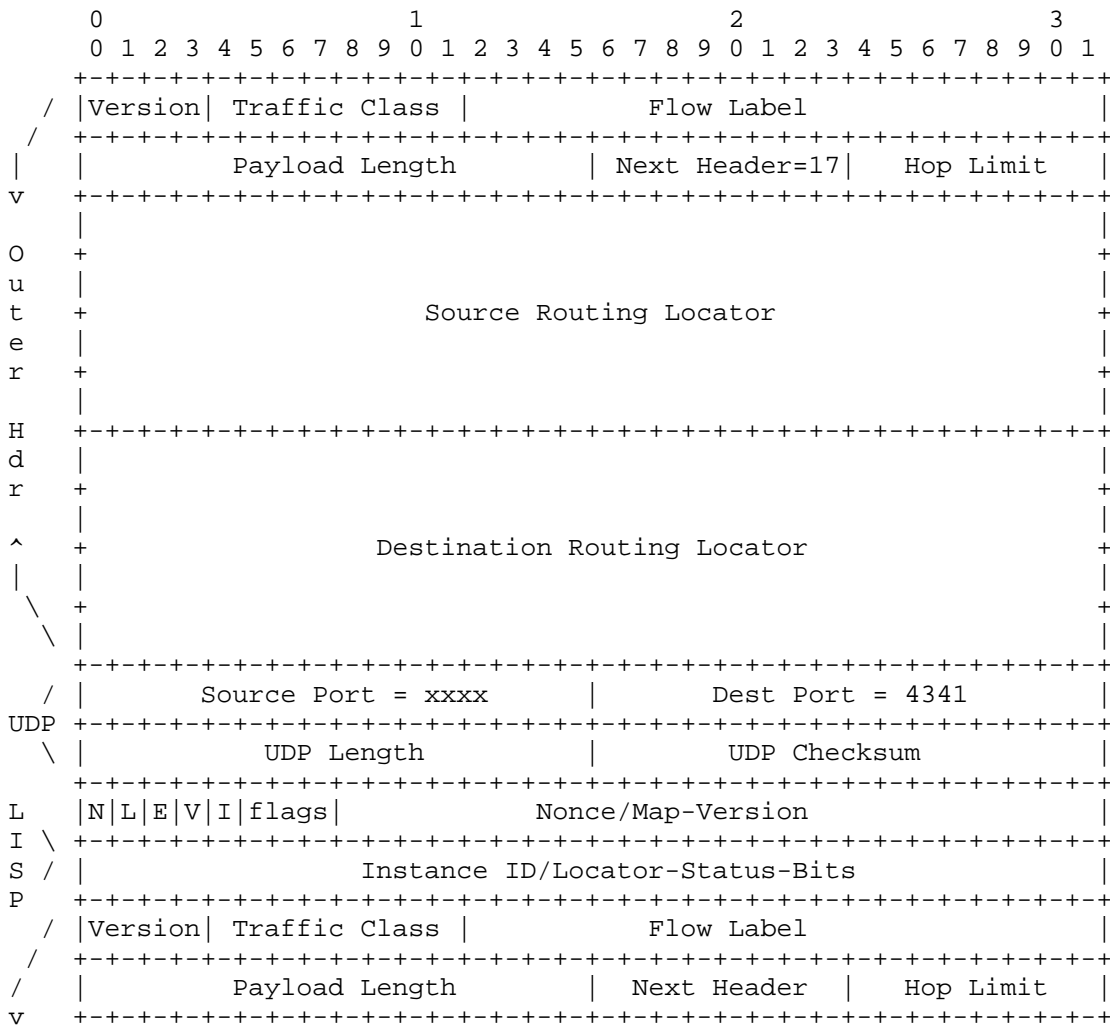 0                   1                   2                   3
        0 1 2 3 4 5 6 7 8 9 0 1 2 3 4 5 6 7 8 9 0 1 2 3 4 5 6 7 8 9 0 1
       +-+-+-+-+-+-+-+-+-+-+-+-+-+-+-+-+-+-+-+-+-+-+-+-+-+-+-+-+-+-+-+-+
     / |Version| Traffic Class |           Flow Label                  |
    /  +-+-+-+-+-+-+-+-+-+-+-+-+-+-+-+-+-+-+-+-+-+-+-+-+-+-+-+-+-+-+-+-+
   |   |         Payload Length        | Next Header=17|   Hop Limit   |
   v   +-+-+-+-+-+-+-+-+-+-+-+-+-+-+-+-+-+-+-+-+-+-+-+-+-+-+-+-+-+-+-+-+
       |                                                               |
   O   +                                                               +
   u   |                                                               |
   t   +                     Source Routing Locator                    +
   e   |                                                               |
   r   +                                                               +
       |                                                               |
   H   +-+-+-+-+-+-+-+-+-+-+-+-+-+-+-+-+-+-+-+-+-+-+-+-+-+-+-+-+-+-+-+-+
   d   |                                                               |
   r   +                                                               +
       |                                                               |
   ^   +                  Destination Routing Locator                  +
   |   |                                                               |
    \  +                                                               +
     \ |                                                               |
       +-+-+-+-+-+-+-+-+-+-+-+-+-+-+-+-+-+-+-+-+-+-+-+-+-+-+-+-+-+-+-+-+
     / |       Source Port = xxxx      |       Dest Port = 4341        |
   UDP +-+-+-+-+-+-+-+-+-+-+-+-+-+-+-+-+-+-+-+-+-+-+-+-+-+-+-+-+-+-+-+-+
     \ |           UDP Length          |        UDP Checksum           |
       +-+-+-+-+-+-+-+-+-+-+-+-+-+-+-+-+-+-+-+-+-+-+-+-+-+-+-+-+-+-+-+-+
   L   |N|L|E|V|I|flags|            Nonce/Map-Version                  |
   I \ +-+-+-+-+-+-+-+-+-+-+-+-+-+-+-+-+-+-+-+-+-+-+-+-+-+-+-+-+-+-+-+-+
   S / |                 Instance ID/Locator-Status-Bits               |
   P   +-+-+-+-+-+-+-+-+-+-+-+-+-+-+-+-+-+-+-+-+-+-+-+-+-+-+-+-+-+-+-+-+
     / |Version| Traffic Class |           Flow Label                  |
    /  +-+-+-+-+-+-+-+-+-+-+-+-+-+-+-+-+-+-+-+-+-+-+-+-+-+-+-+-+-+-+-+-+
   /   |         Payload Length        |  Next Header  |   Hop Limit   |
   v   +-+-+-+-+-+-+-+-+-+-+-+-+-+-+-+-+-+-+-+-+-+-+-+-+-+-+-+-+-+-+-+-+